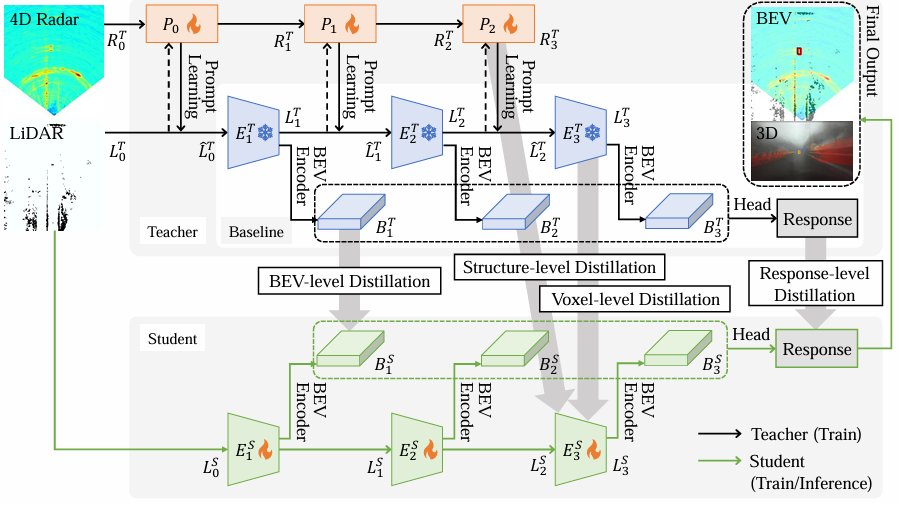 4D Radar
R_0^T
P_0
R_1^T
P_1
R_2^T
P_2
R_3^T
BEV
Final Output
Prompt Learning
Prompt Learning
Prompt Learning
LiDAR
L_0^T
L̂_0^T
E_1^T
L_1^T
L̂_1^T
E_2^T
L_2^T
L̂_2^T
E_3^T
L_3^T
3D
BEV Encoder
BEV Encoder
BEV Encoder
Teacher
Baseline
B_1^T
B_2^T
B_3^T
Head
Response
BEV-level Distillation
Structure-level Distillation
Voxel-level Distillation
Response-level
Distillation
Student
B_1^S
B_2^S
B_3^S
Head
Response
BEV Encoder
BEV Encoder
BEV Encoder
L_0^S
E_1^S
L_1^S
E_2^S
L_2^S
E_3^S
L_3^S
Teacher (Train)
Student
(Train/Inference)